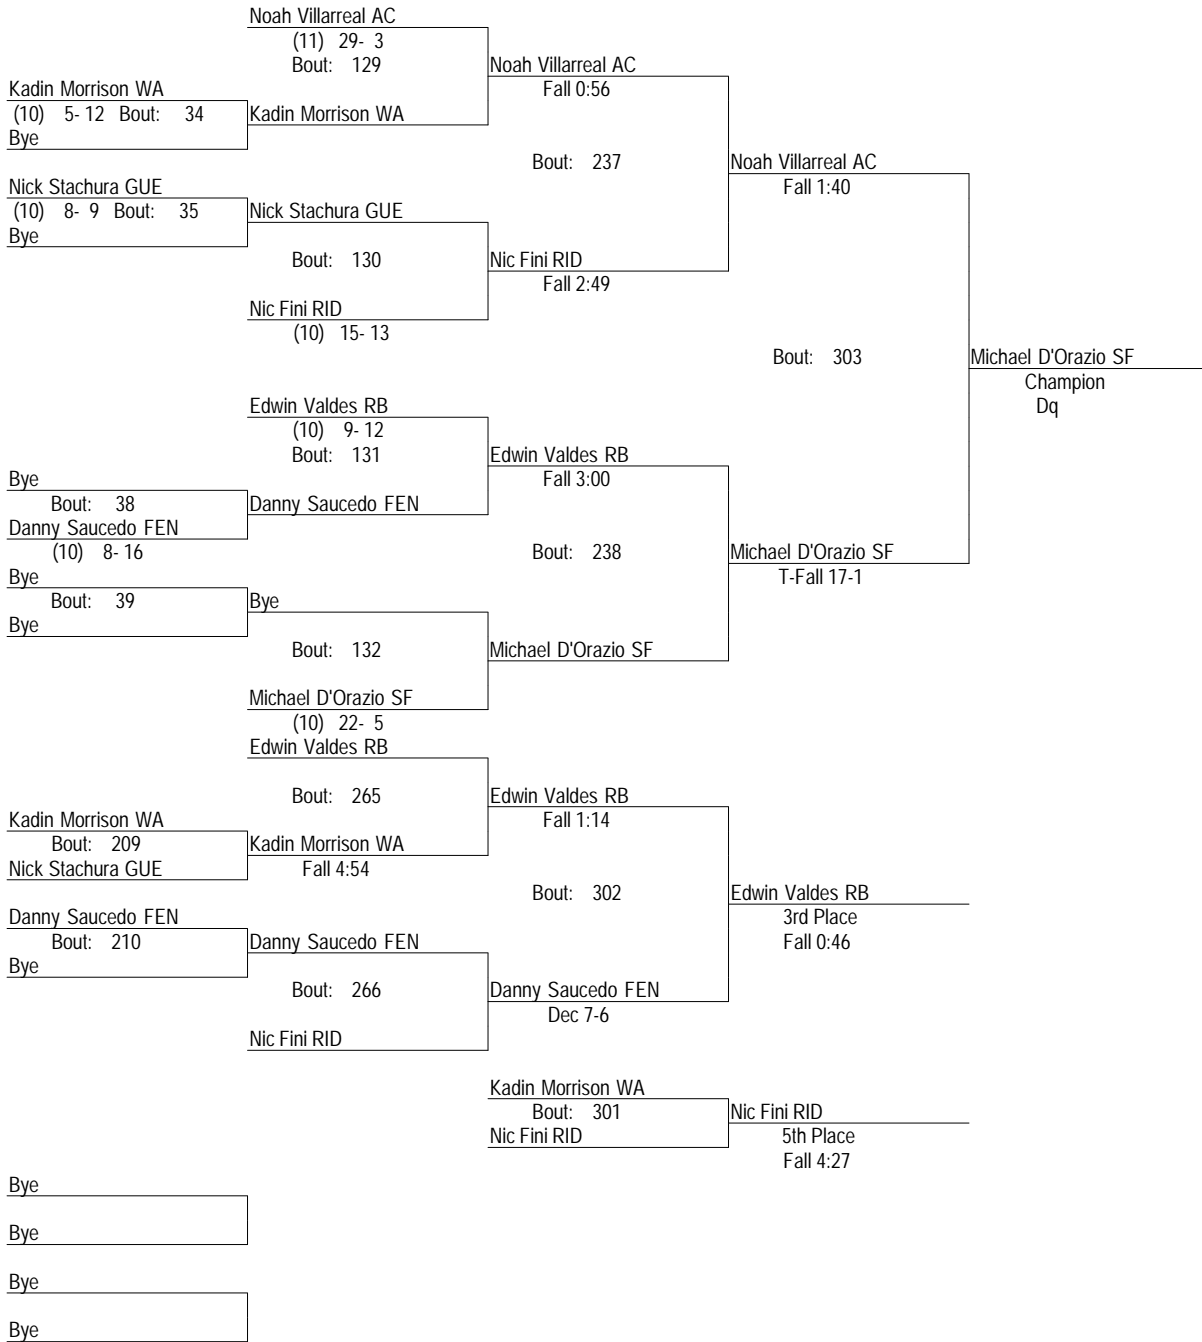 Noah Villarreal AC
(11) 29- 3
Bout: 129
Noah Villarreal AC
Fall 0:56
Kadin Morrison WA
(10) 5- 12 Bout: 34
Kadin Morrison WA
Bye
Bout: 237
Noah Villarreal AC
Fall 1:40
Nick Stachura GUE
(10) 8- 9 Bout: 35
Nick Stachura GUE
Bye
Bout: 130
Nic Fini RID
Fall 2:49
Nic Fini RID
(10) 15- 13
Bout: 303
Michael D'Orazio SF
Champion
Dq
Edwin Valdes RB
(10) 9- 12
Bout: 131
Edwin Valdes RB
Fall 3:00
Bye
Bout: 38
Danny Saucedo FEN
Danny Saucedo FEN
(10) 8- 16
Bout: 238
Michael D'Orazio SF
T-Fall 17-1
Bye
Bout: 39
Bye
Bye
Bout: 132
Michael D'Orazio SF
Michael D'Orazio SF
(10) 22- 5
Edwin Valdes RB
Bout: 265
Edwin Valdes RB
Fall 1:14
Kadin Morrison WA
Bout: 209
Kadin Morrison WA
Nick Stachura GUE
Fall 4:54
Bout: 302
Edwin Valdes RB
3rd Place
Fall 0:46
Danny Saucedo FEN
Bout: 210
Danny Saucedo FEN
Bye
Bout: 266
Danny Saucedo FEN
Dec 7-6
Nic Fini RID
Kadin Morrison WA
Bout: 301
Nic Fini RID
Nic Fini RID
5th Place
Fall 4:27
Bye
Bye
Bye
Bye